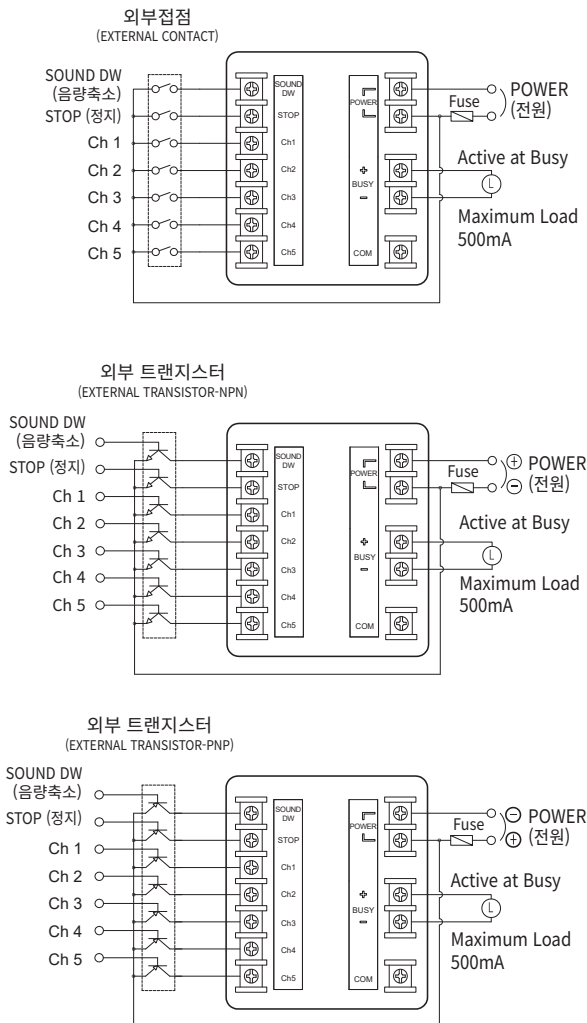 외부접점
(EXTERNAL CONTACT)
SOUND DW
(음량축소)
STOP (정지)
Ch 1
Ch 2
Ch 3
Ch 4
Ch 5
SOUND
DW
STOP
Ch1
Ch2
Ch3
Ch4
Ch5
POWER
+
BUSY
-
COM
Fuse
POWER
(전원)
Active at Busy
L
Maximum Load
500mA
외부 트랜지스터
(EXTERNAL TRANSISTOR-NPN)
SOUND DW
(음량축소)
STOP (정지)
Ch 1
Ch 2
Ch 3
Ch 4
Ch 5
SOUND
DW
STOP
Ch1
Ch2
Ch3
Ch4
Ch5
POWER
+
BUSY
-
COM
Fuse
+ POWER
- (전원)
Active at Busy
L
Maximum Load
500mA
외부 트랜지스터
(EXTERNAL TRANSISTOR-PNP)
SOUND DW
(음량축소)
STOP (정지)
Ch 1
Ch 2
Ch 3
Ch 4
Ch 5
SOUND
DW
STOP
Ch1
Ch2
Ch3
Ch4
Ch5
POWER
+
BUSY
-
COM
Fuse
- POWER
+ (전원)
Active at Busy
L
Maximum Load
500mA